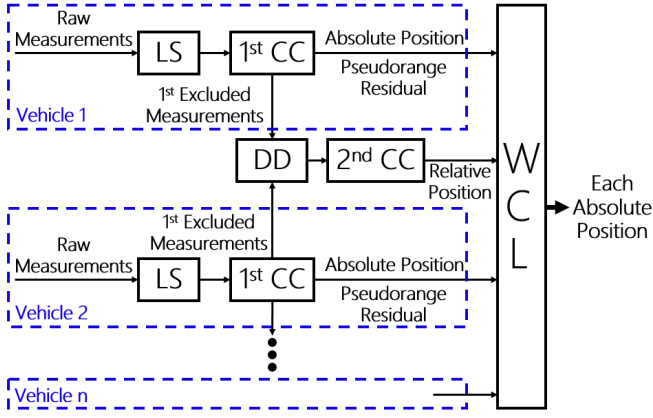 Raw
Measurements
LS
1st CC
Absolute Position
Pseudorange
Residual
1st Excluded
Measurements
Vehicle 1
DD
2nd CC
Relative
Position
W
C
L
Each
Absolute
Position
1st Excluded
Measurements
Raw
Measurements
LS
1st CC
Absolute Position
Pseudorange
Residual
Vehicle 2
Vehicle n